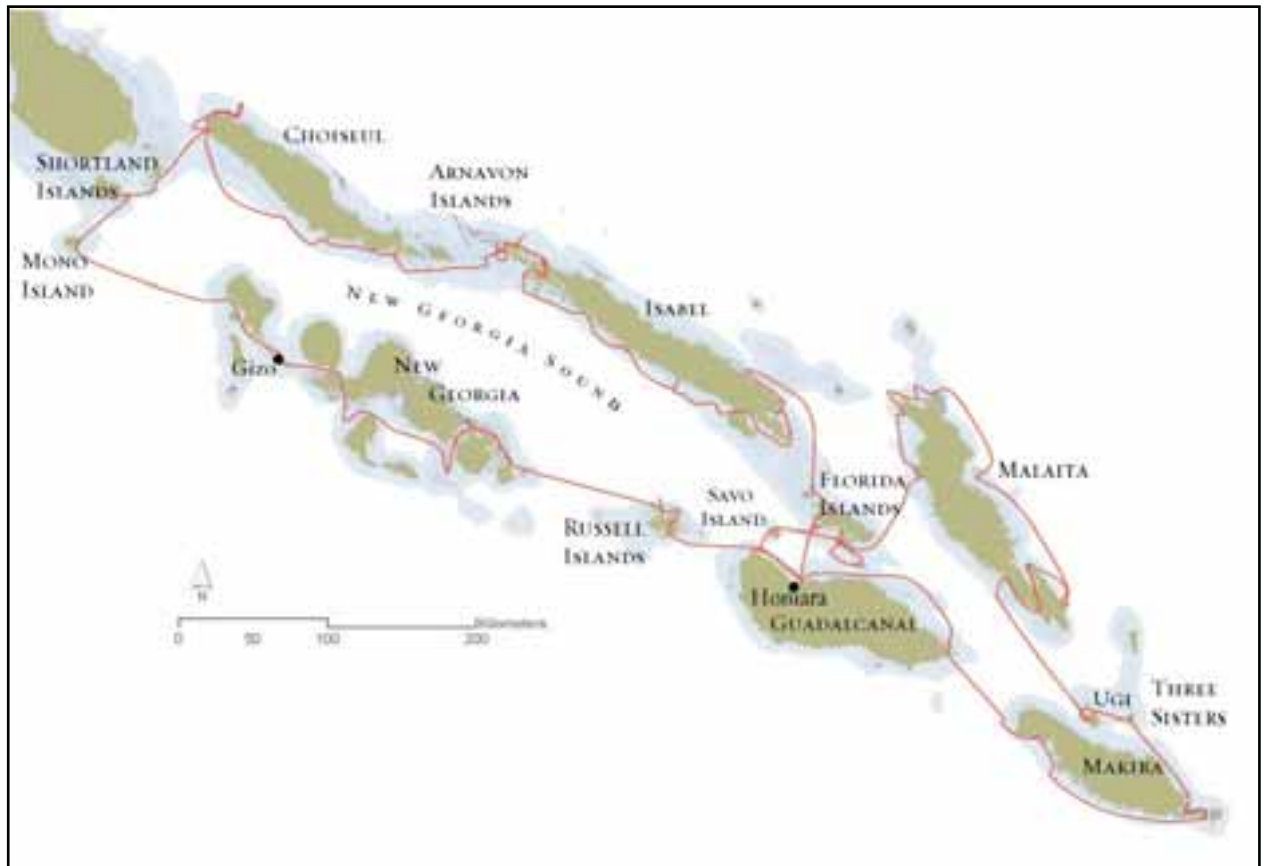 CHOISEUL
SHORTLAND
ISLANDS
ARNAVON
ISLANDS
MONO
ISLAND
NEW GEORGIA SOUND
ISABEL
GIZO
NEW
GEORGIA
MALAITA
FLORIDA
ISLANDS
SAVO
ISLAND
RUSSELL
ISLANDS
Honiara
GUADALCANAL
N
0 50 100 200 Kilometers
UGI
THREE
SISTERS
MAKIRA